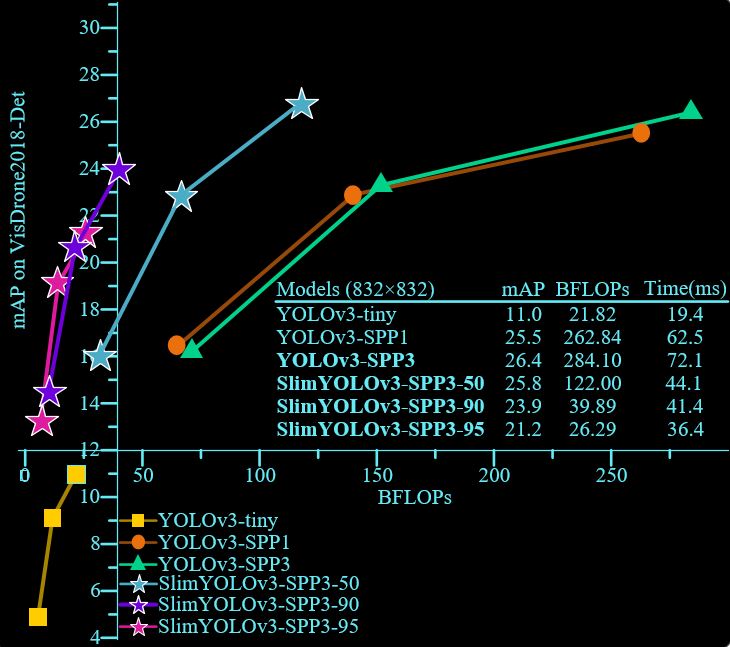 30
28
26
24
22
20
18
16
14
12
10
8
6
4
mAP on VisDrone2018-Det
Models (832×832) mAP BFLOPs Time(ms)
YOLOv3-tiny 11.0 21.82 19.4
YOLOv3-SPP1 25.5 262.84 62.5
YOLOv3-SPP3 26.4 284.10 72.1
SlimYOLOv3-SPP3-50 25.8 122.00 44.1
SlimYOLOv3-SPP3-90 23.9 39.89 41.4
SlimYOLOv3-SPP3-95 21.2 26.29 36.4
0 50 100 150 200 250
BFLOPs
YOLOv3-tiny
YOLOv3-SPP1
YOLOv3-SPP3
SlimYOLOv3-SPP3-50
SlimYOLOv3-SPP3-90
SlimYOLOv3-SPP3-95